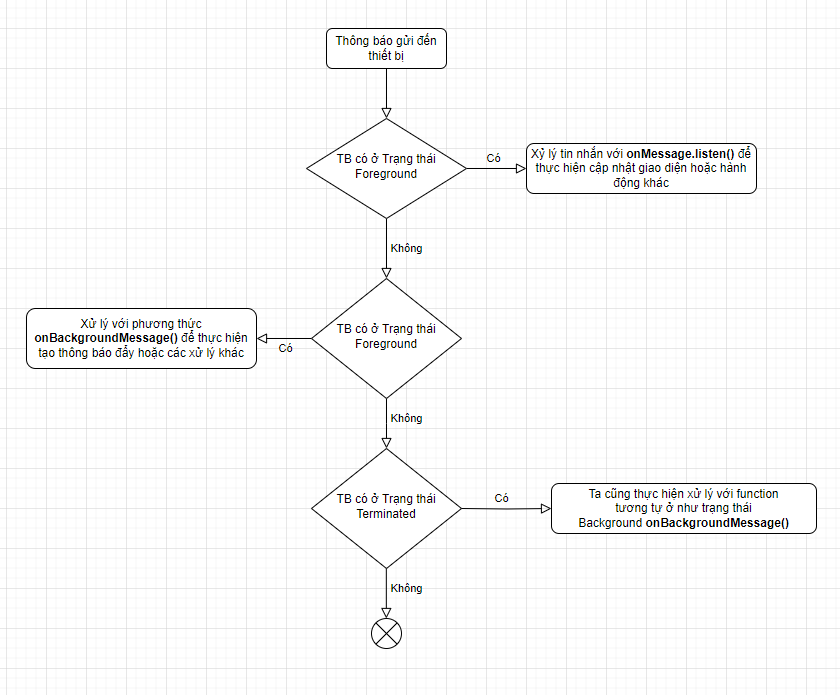 Thông báo gửi đến
thiết bị
TB có ở Trạng thái
Foreground
Có
Xỷ lý tin nhắn với onMessage.listen() để
thực hiện cập nhật giao diện hoặc hành
động khác
Không
TB có ở Trạng thái
Foreground
Có
Xử lý với phương thức
onBackgroundMessage() để thực hiện
tạo thông báo đẩy hoặc các xử lý khác
Không
TB có ở Trạng thái
Terminated
Có
Ta cũng thực hiện xử lý với function
tương tự ở như trạng thái
Background onBackgroundMessage()
Không